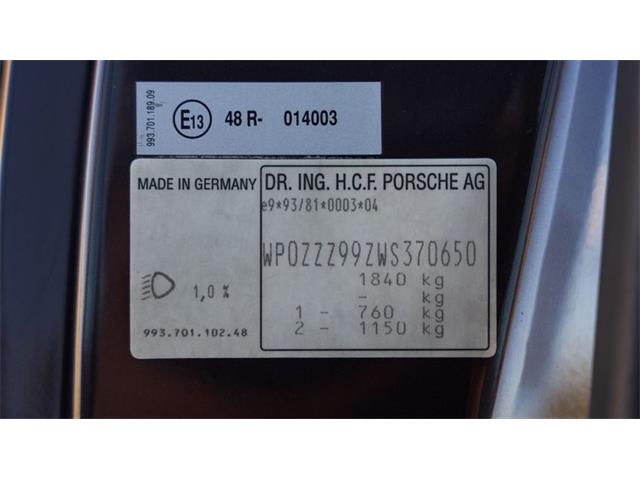 993.701.189.09
E13 48 R- 014003
MADE IN GERMANY
DR. ING. H.C.F. PORSCHE AG
e9*93/81*0003*04
WP0ZZZ99ZWS370650
1840 kg
- kg
1 - 760 kg
2 - 1150 kg
1,0 %
993.701.102.48